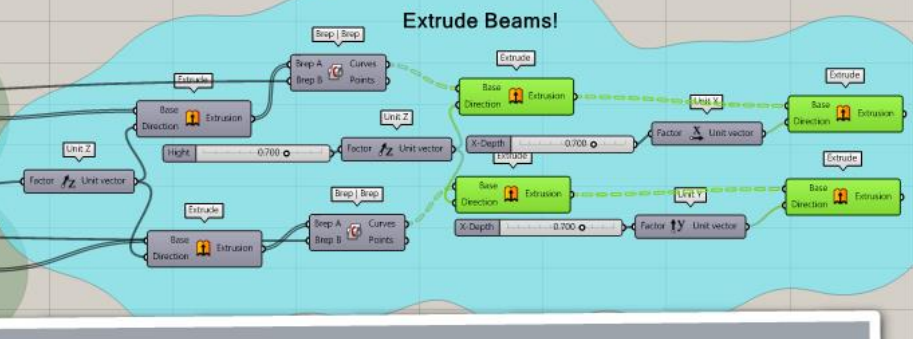 Extrude Beams!
Brep | Brep
Brep A Curves
Brep B Points
Extrude
Base
Direction Extrusion
Unit Z
Factor Unit vector
Hight 0.700
Unit Z
Factor Unit vector
Extrude
Base
Direction Extrusion
Brep | Brep
Brep A Curves
Brep B Points
Extrude
Base
Direction Extrusion
X-Depth 0.700
Unit X
Factor X Unit vector
Extrude
Base
Direction Extrusion
Extrude
Base
Direction Extrusion
X-Depth 0.700
Unit Y
Factor y Unit vector
Extrude
Base
Direction Extrusion